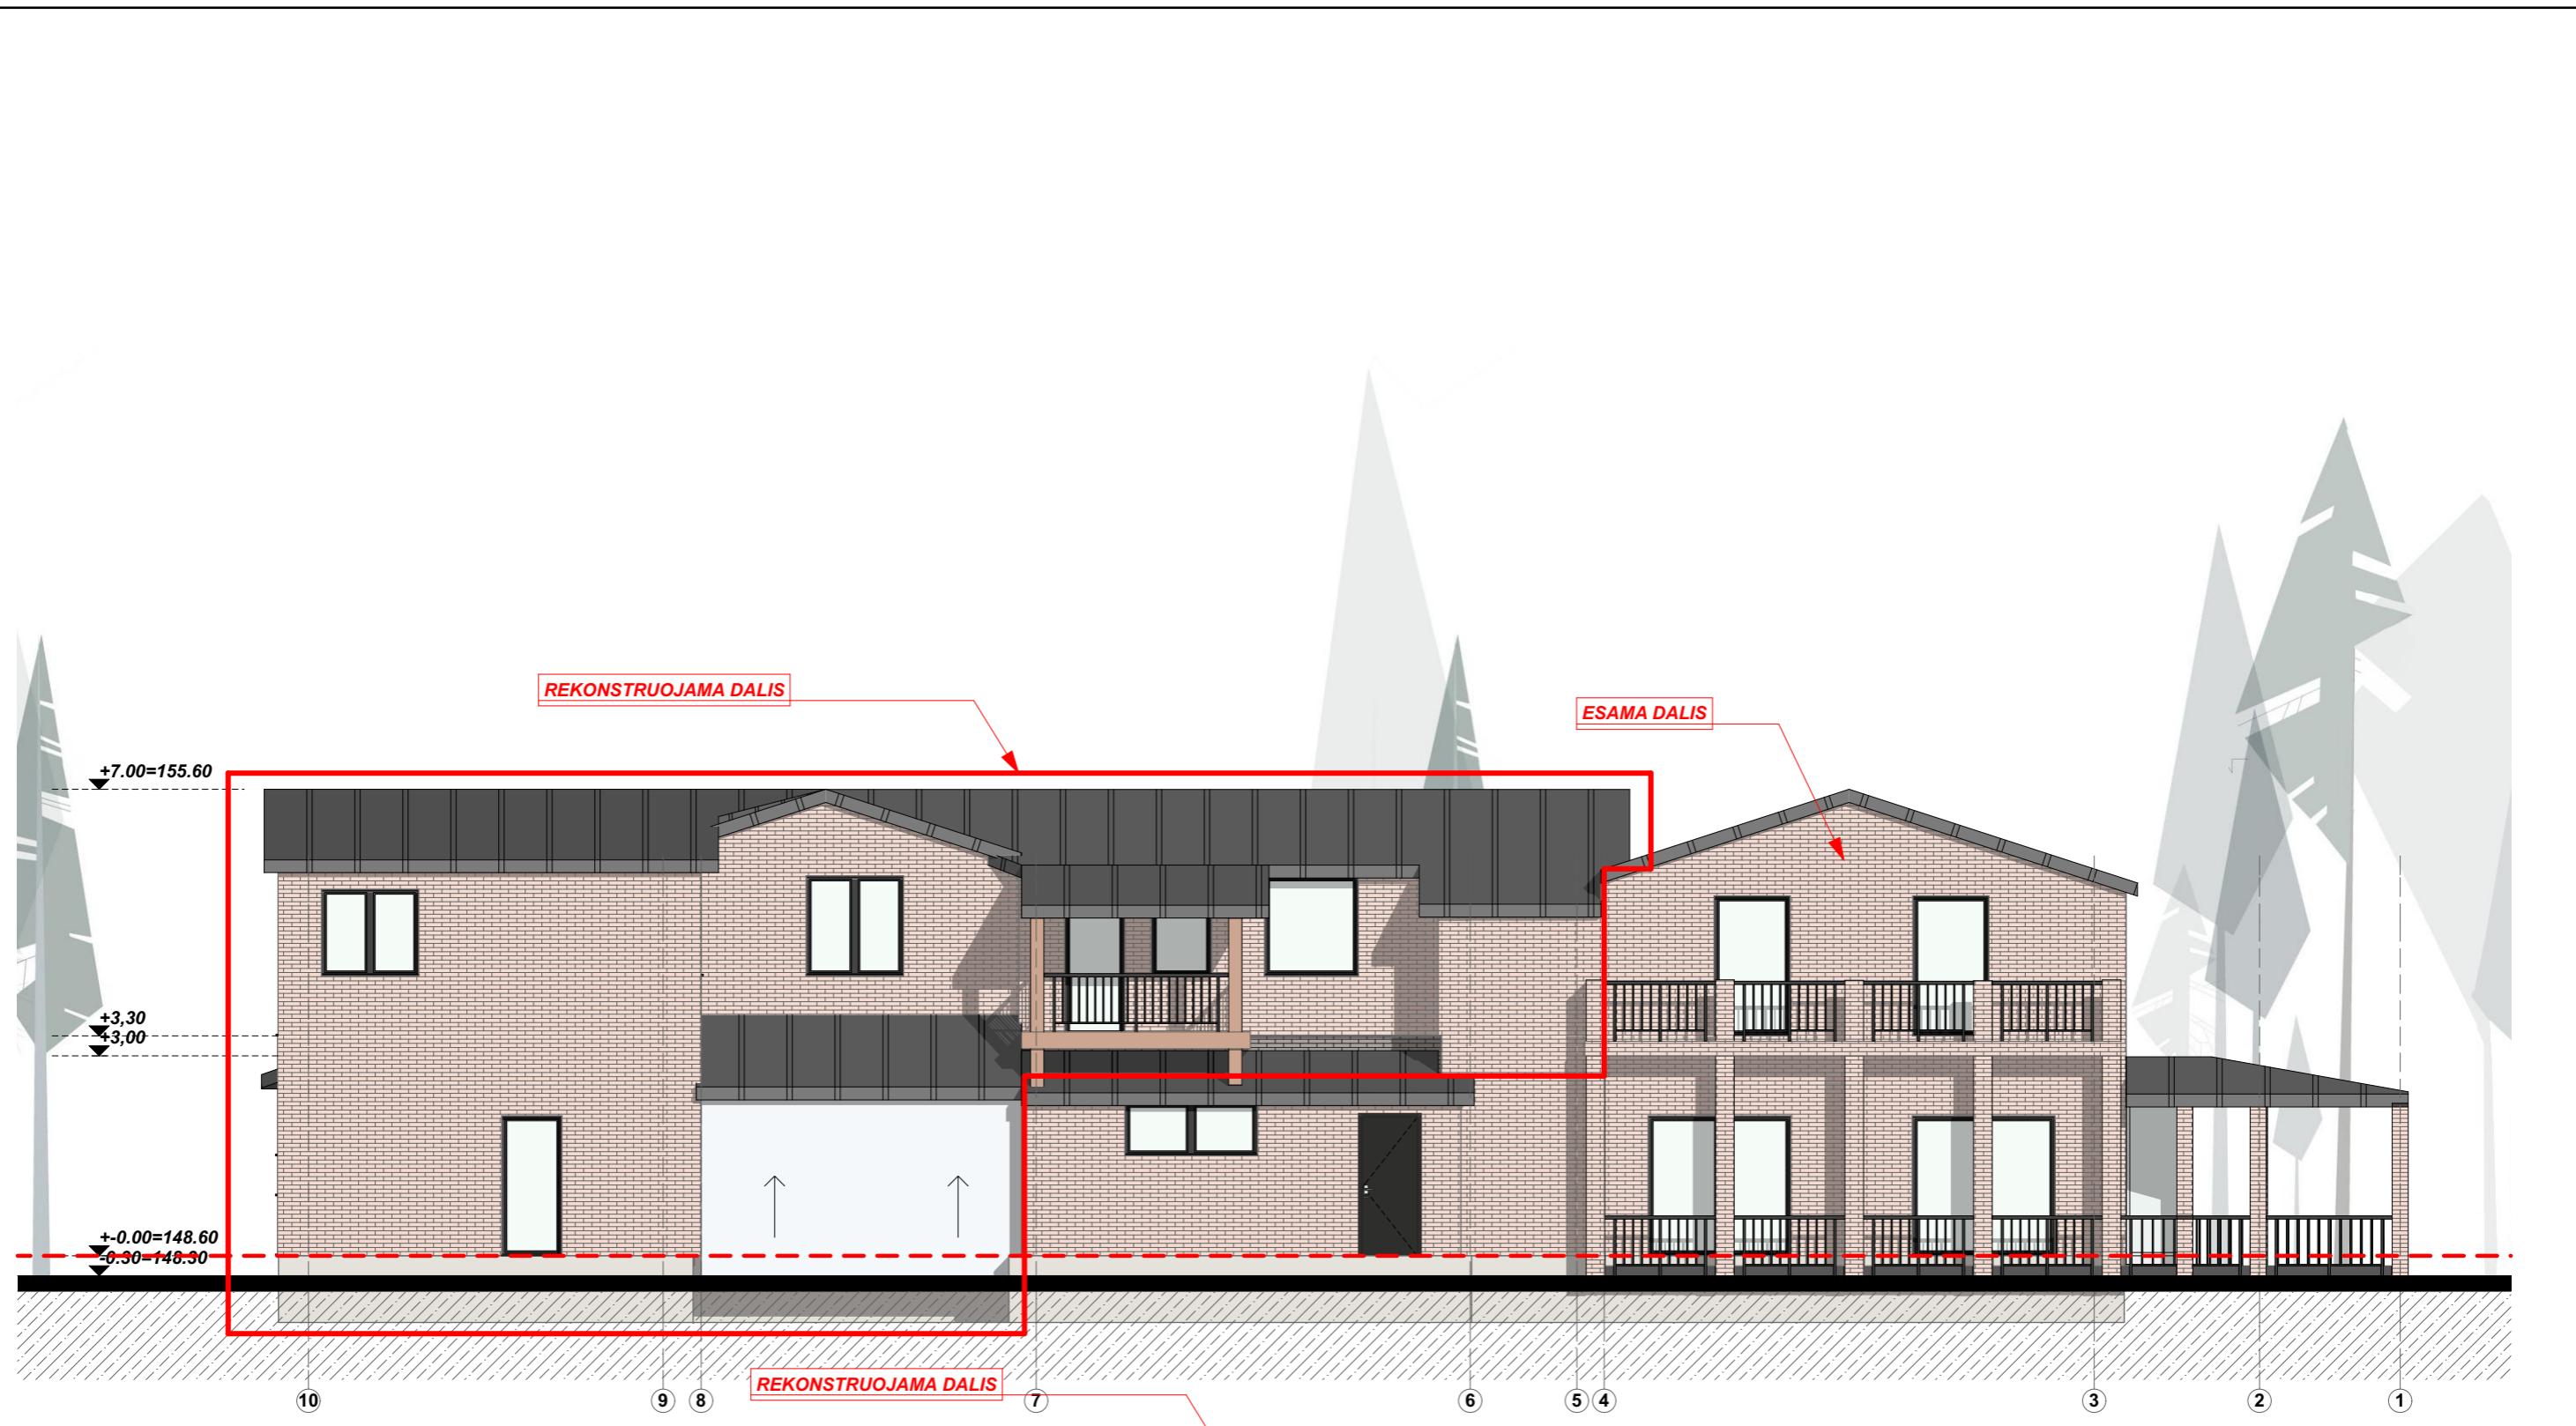 REKONSTRUOJAMA DALIS
ESAMA DALIS
+7.00=155.60
+3,30
+3,00
+-0.00=148.60
-0.30=148.30
REKONSTRUOJAMA DALIS
10 9 8 7 6 5 4 3 2 1